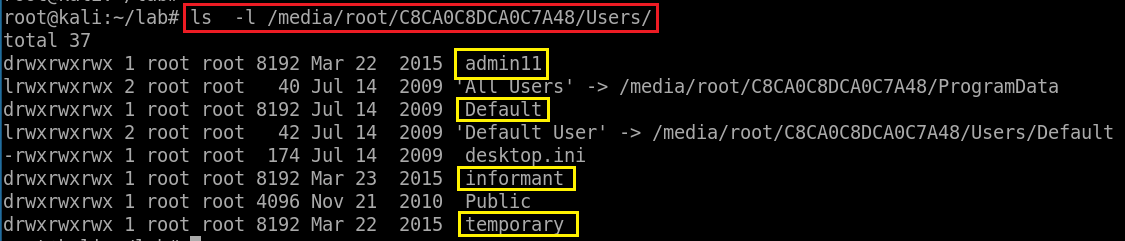 root@kali:~/lab# ls  -l /media/root/C8CA0C8DCA0C7A48/Users/
total 37
drwxrwxrwx 1 root root 8192 Mar 22  2015  admin11
lrwxrwxrwx 2 root root   40 Jul 14  2009 'All Users' -> /media/root/C8CA0C8DCA0C7A48/ProgramData
drwxrwxrwx 1 root root 8192 Jul 14  2009  Default
lrwxrwxrwx 2 root root   42 Jul 14  2009 'Default User' -> /media/root/C8CA0C8DCA0C7A48/Users/Default
-rwxrwxrwx 1 root root  174 Jul 14  2009  desktop.ini
drwxrwxrwx 1 root root 8192 Mar 23  2015  informant
drwxrwxrwx 1 root root 4096 Nov 21  2010  Public
drwxrwxrwx 1 root root 8192 Mar 22  2015  temporary